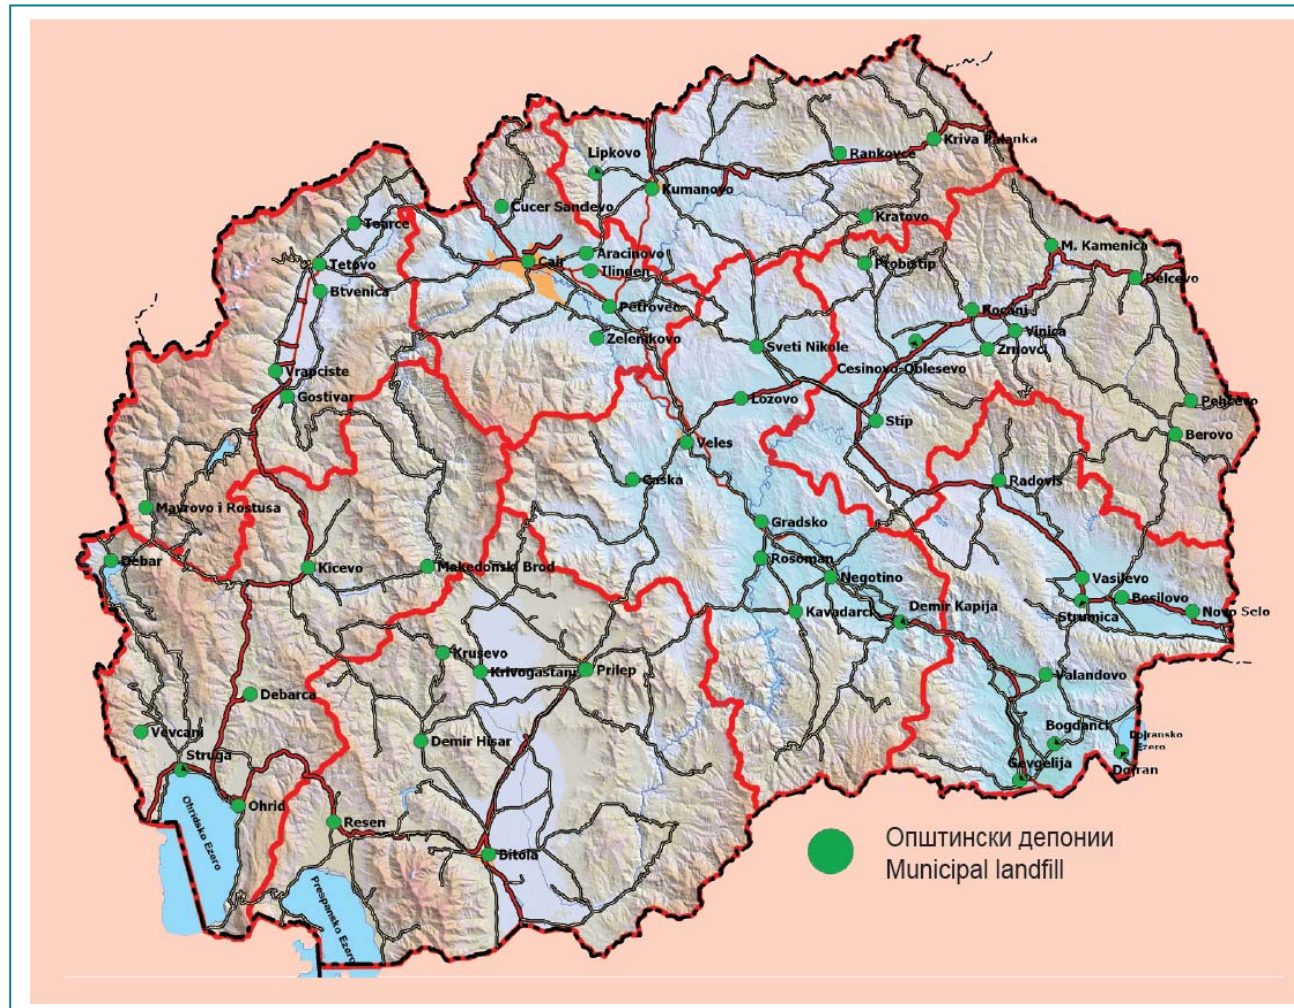 Lipkovo
Rankovce
Kriva Palanka
Kumanovo
Cucer Sandevo
Kratovo
Toarce
Aracinovo
M. Kamenica
Tetovo
Cair
Ilinden
Probistip
Delcevo
Btvenica
Petrovec
Kocani
Vinica
Zelenikovo
Sveti Nikole
Zrnovci
Cesinovo-Oblesevo
Vrapciste
Gostivar
Lozovo
Pehcevo
Stip
Berovo
Veles
Caska
Radovis
Mavrovo i Rostusa
Gradsko
Debar
Kicevo
Makedonski Brod
Rosoman
Negotino
Vasilevo
Bosilovo
Kavadarci
Demir Kapija
Strumica
Novo Selo
Krusevo
Krivogastani
Prilep
Valandovo
Debarca
Vevcani
Demir Hisar
Bogdanci
Dojransko
Ezero
Struga
Gevgelija
Dojran
Ohrid
Ohridsko Ezero
Resen
Bitola
Prespansko Ezero
Општински депонии
Municipal landfill